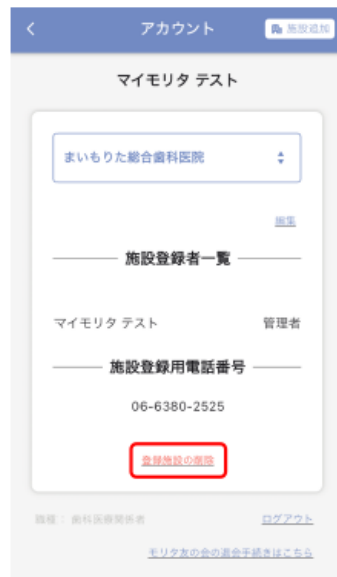 アカウント
施設追加
マイモリタ テスト
まいもりた総合歯科医院
編集
施設登録者一覧
マイモリタ テスト 管理者
施設登録用電話番号
06-6380-2525
登録施設の削除
職種： 歯科医療関係者 ログアウト
モリタ友の会の退会手続きはこちら